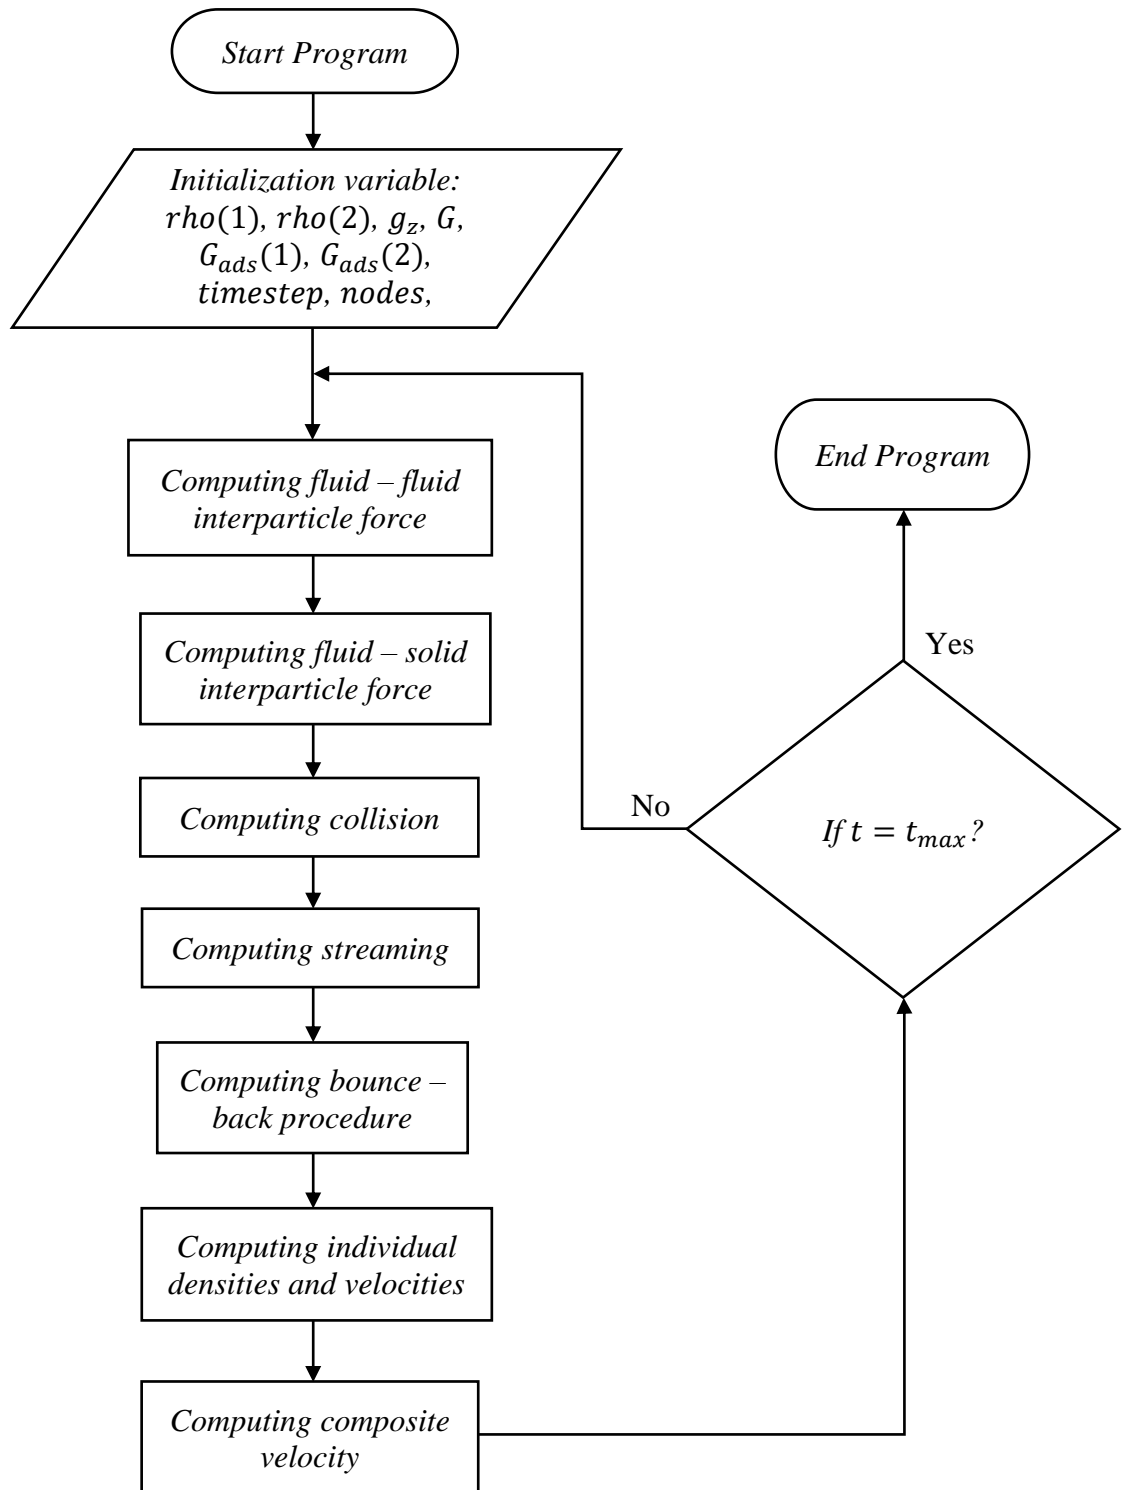 Start Program
Initialization variable:
rho(1), rho(2), g_z, G,
G_ads(1), G_ads(2),
timestep, nodes,
Computing fluid – fluid
interparticle force
Computing fluid – solid
interparticle force
Computing collision
Computing streaming
Computing bounce –
back procedure
Computing individual
densities and velocities
Computing composite
velocity
If t = t_max?
No
Yes
End Program